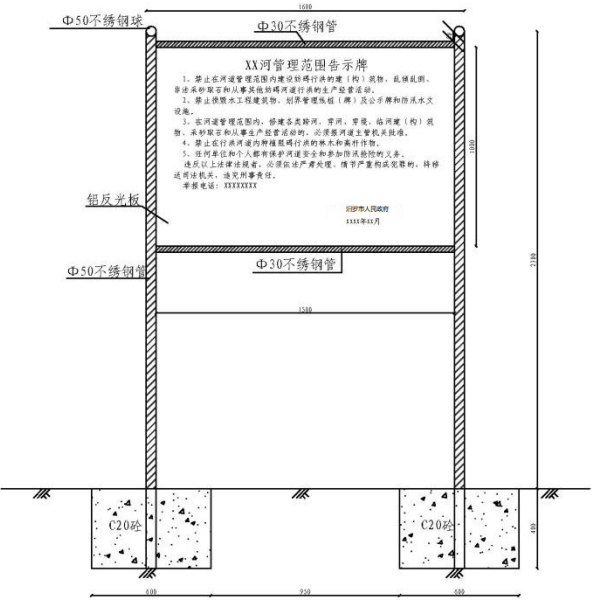 1600
Φ50不绣钢球
Φ30不绣钢管
XX河管理范围告示牌
1、禁止在河道管理范围内建设妨碍行洪的建（构）筑物，乱倾乱倒，
非法采砂取石和从事其他妨碍河道行洪的生产经营活动。
2、禁止损毁水工程建筑物、划界管理线桩（牌）及公示牌和防汛水文
设施。
3、在河道管理范围内，修建各类跨河、穿河、穿堤、临河建（构）筑
物，采砂取石和从事生产经营活动的，必须报河道主管机关批准。
4、禁止在行洪河道内种植阻碍行洪的林木和高杆作物。
5、任何单位和个人都有保护河道安全和参加防汛抢险的义务。
违反以上法律法规者，必须依法严肃处理，情节严重构成犯罪的，将移
送司法机关，追究刑事责任。
举报电话：XXXXXXXX
汨罗市人民政府
xxxx年xx月
1000
铝反光板
Φ50不绣钢管
Φ30不绣钢管
2100
1500
C20砼
C20砼
400
600
950
600